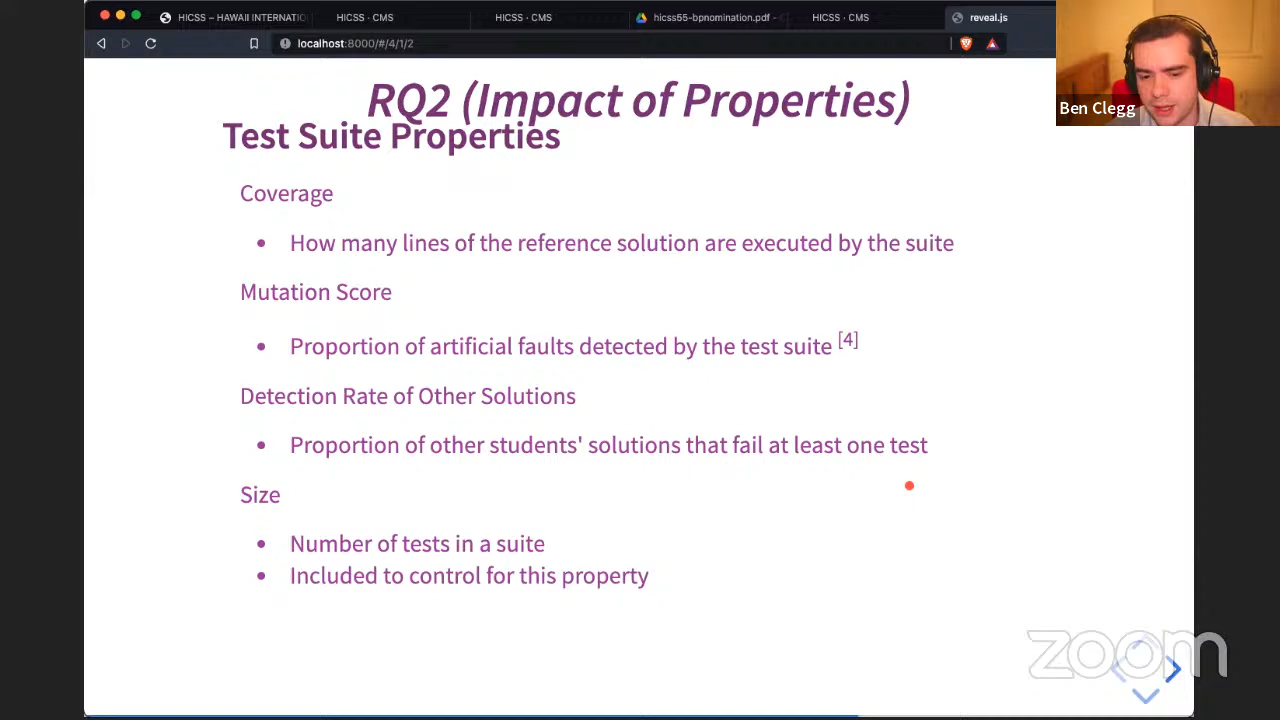 HICSS – HAWAII INTERNATIO
HICSS · CMS
HICSS · CMS
hicss55-bpnomination.pdf -
HICSS · CMS
reveal.js
localhost:8000/#/4/1/2
Ben Clegg
RQ2 (Impact of Properties)
Test Suite Properties
Coverage
• How many lines of the reference solution are executed by the suite
Mutation Score
• Proportion of artificial faults detected by the test suite [4]
Detection Rate of Other Solutions
• Proportion of other students' solutions that fail at least one test
Size
• Number of tests in a suite
• Included to control for this property
zoom